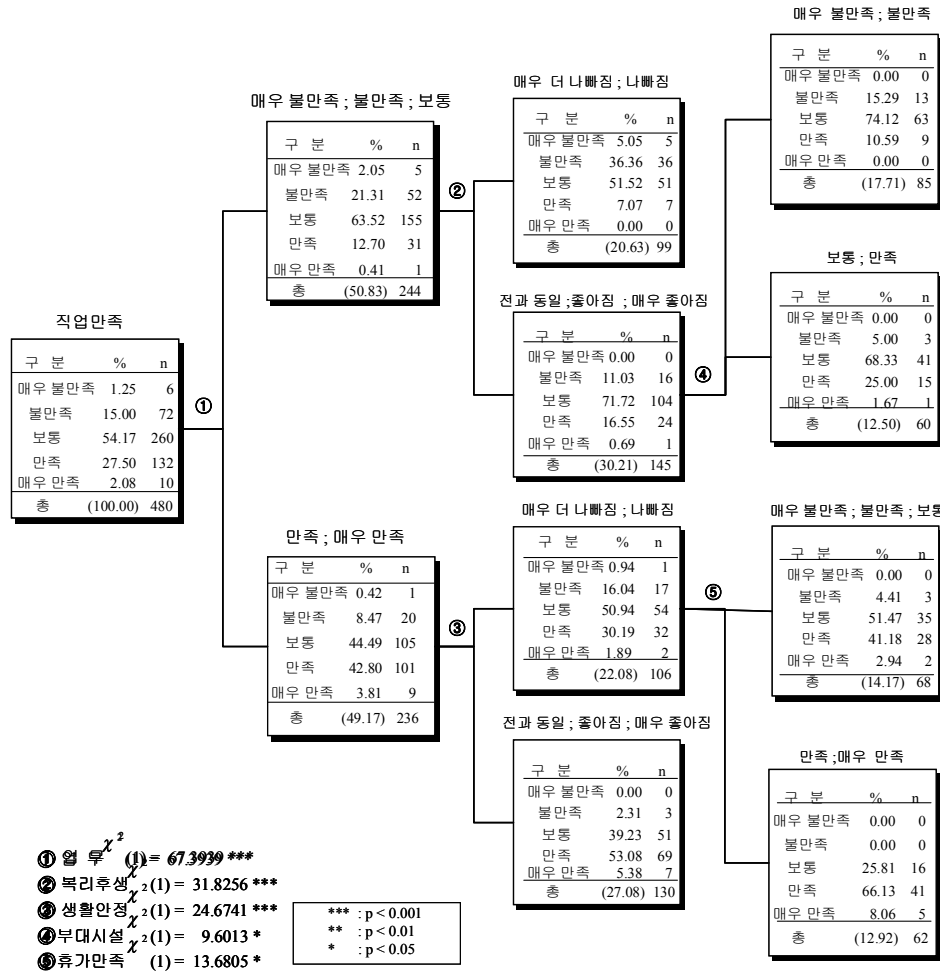 매우 불만족 ; 불만족
구 분 % n
매우 불만족 0.00 0
불만족 15.29 13
보통 74.12 63
만족 10.59 9
매우 만족 0.00 0
총 (17.71) 85
매우 더 나빠짐 ; 나빠짐
구 분 % n
매우 불만족 5.05 5
불만족 36.36 36
보통 51.52 51
만족 7.07 7
매우 만족 0.00 0
총 (20.63) 99
매우 불만족 ; 불만족 ; 보통
구 분 % n
매우 불만족 2.05 5
불만족 21.31 52
보통 63.52 155
만족 12.70 31
매우 만족 0.41 1
총 (50.83) 244
②
보통 ; 만족
구 분 % n
매우 불만족 0.00 0
불만족 5.00 3
보통 68.33 41
만족 25.00 15
매우 만족 1.67 1
총 (12.50) 60
전과 동일 ;좋아짐 ; 매우 좋아짐
구 분 % n
매우 불만족 0.00 0
불만족 11.03 16
보통 71.72 104
만족 16.55 24
매우 만족 0.69 1
총 (30.21) 145
④
직업만족
구 분 % n
매우 불만족 1.25 6
불만족 15.00 72
보통 54.17 260
만족 27.50 132
매우 만족 2.08 10
총 (100.00) 480
①
매우 더 나빠짐 ; 나빠짐
구 분 % n
매우 불만족 0.94 1
불만족 16.04 17
보통 50.94 54
만족 30.19 32
매우 만족 1.89 2
총 (22.08) 106
⑤
매우 불만족 ; 불만족 ; 보통
구 분 % n
매우 불만족 0.00 0
불만족 4.41 3
보통 51.47 35
만족 41.18 28
매우 만족 2.94 2
총 (14.17) 68
만족 ; 매우 만족
구 분 % n
매우 불만족 0.42 1
불만족 8.47 20
보통 44.49 105
만족 42.80 101
매우 만족 3.81 9
총 (49.17) 236
③
전과 동일 ; 좋아짐 ; 매우 좋아짐
구 분 % n
매우 불만족 0.00 0
불만족 2.31 3
보통 39.23 51
만족 53.08 69
매우 만족 5.38 7
총 (27.08) 130
만족 ;매우 만족
구 분 % n
매우 불만족 0.00 0
불만족 0.00 0
보통 25.81 16
만족 66.13 41
매우 만족 8.06 5
총 (12.92) 62
① 업 무 χ² (1) = 67.3939 ***
② 복리후생 χ² (1) = 31.8256 ***
③ 생활안정 χ² (1) = 24.6741 ***
④ 부대시설 χ² (1) = 9.6013 *
⑤ 휴가만족 χ² (1) = 13.6805 *
*** : p < 0.001
** : p < 0.01
* : p < 0.05